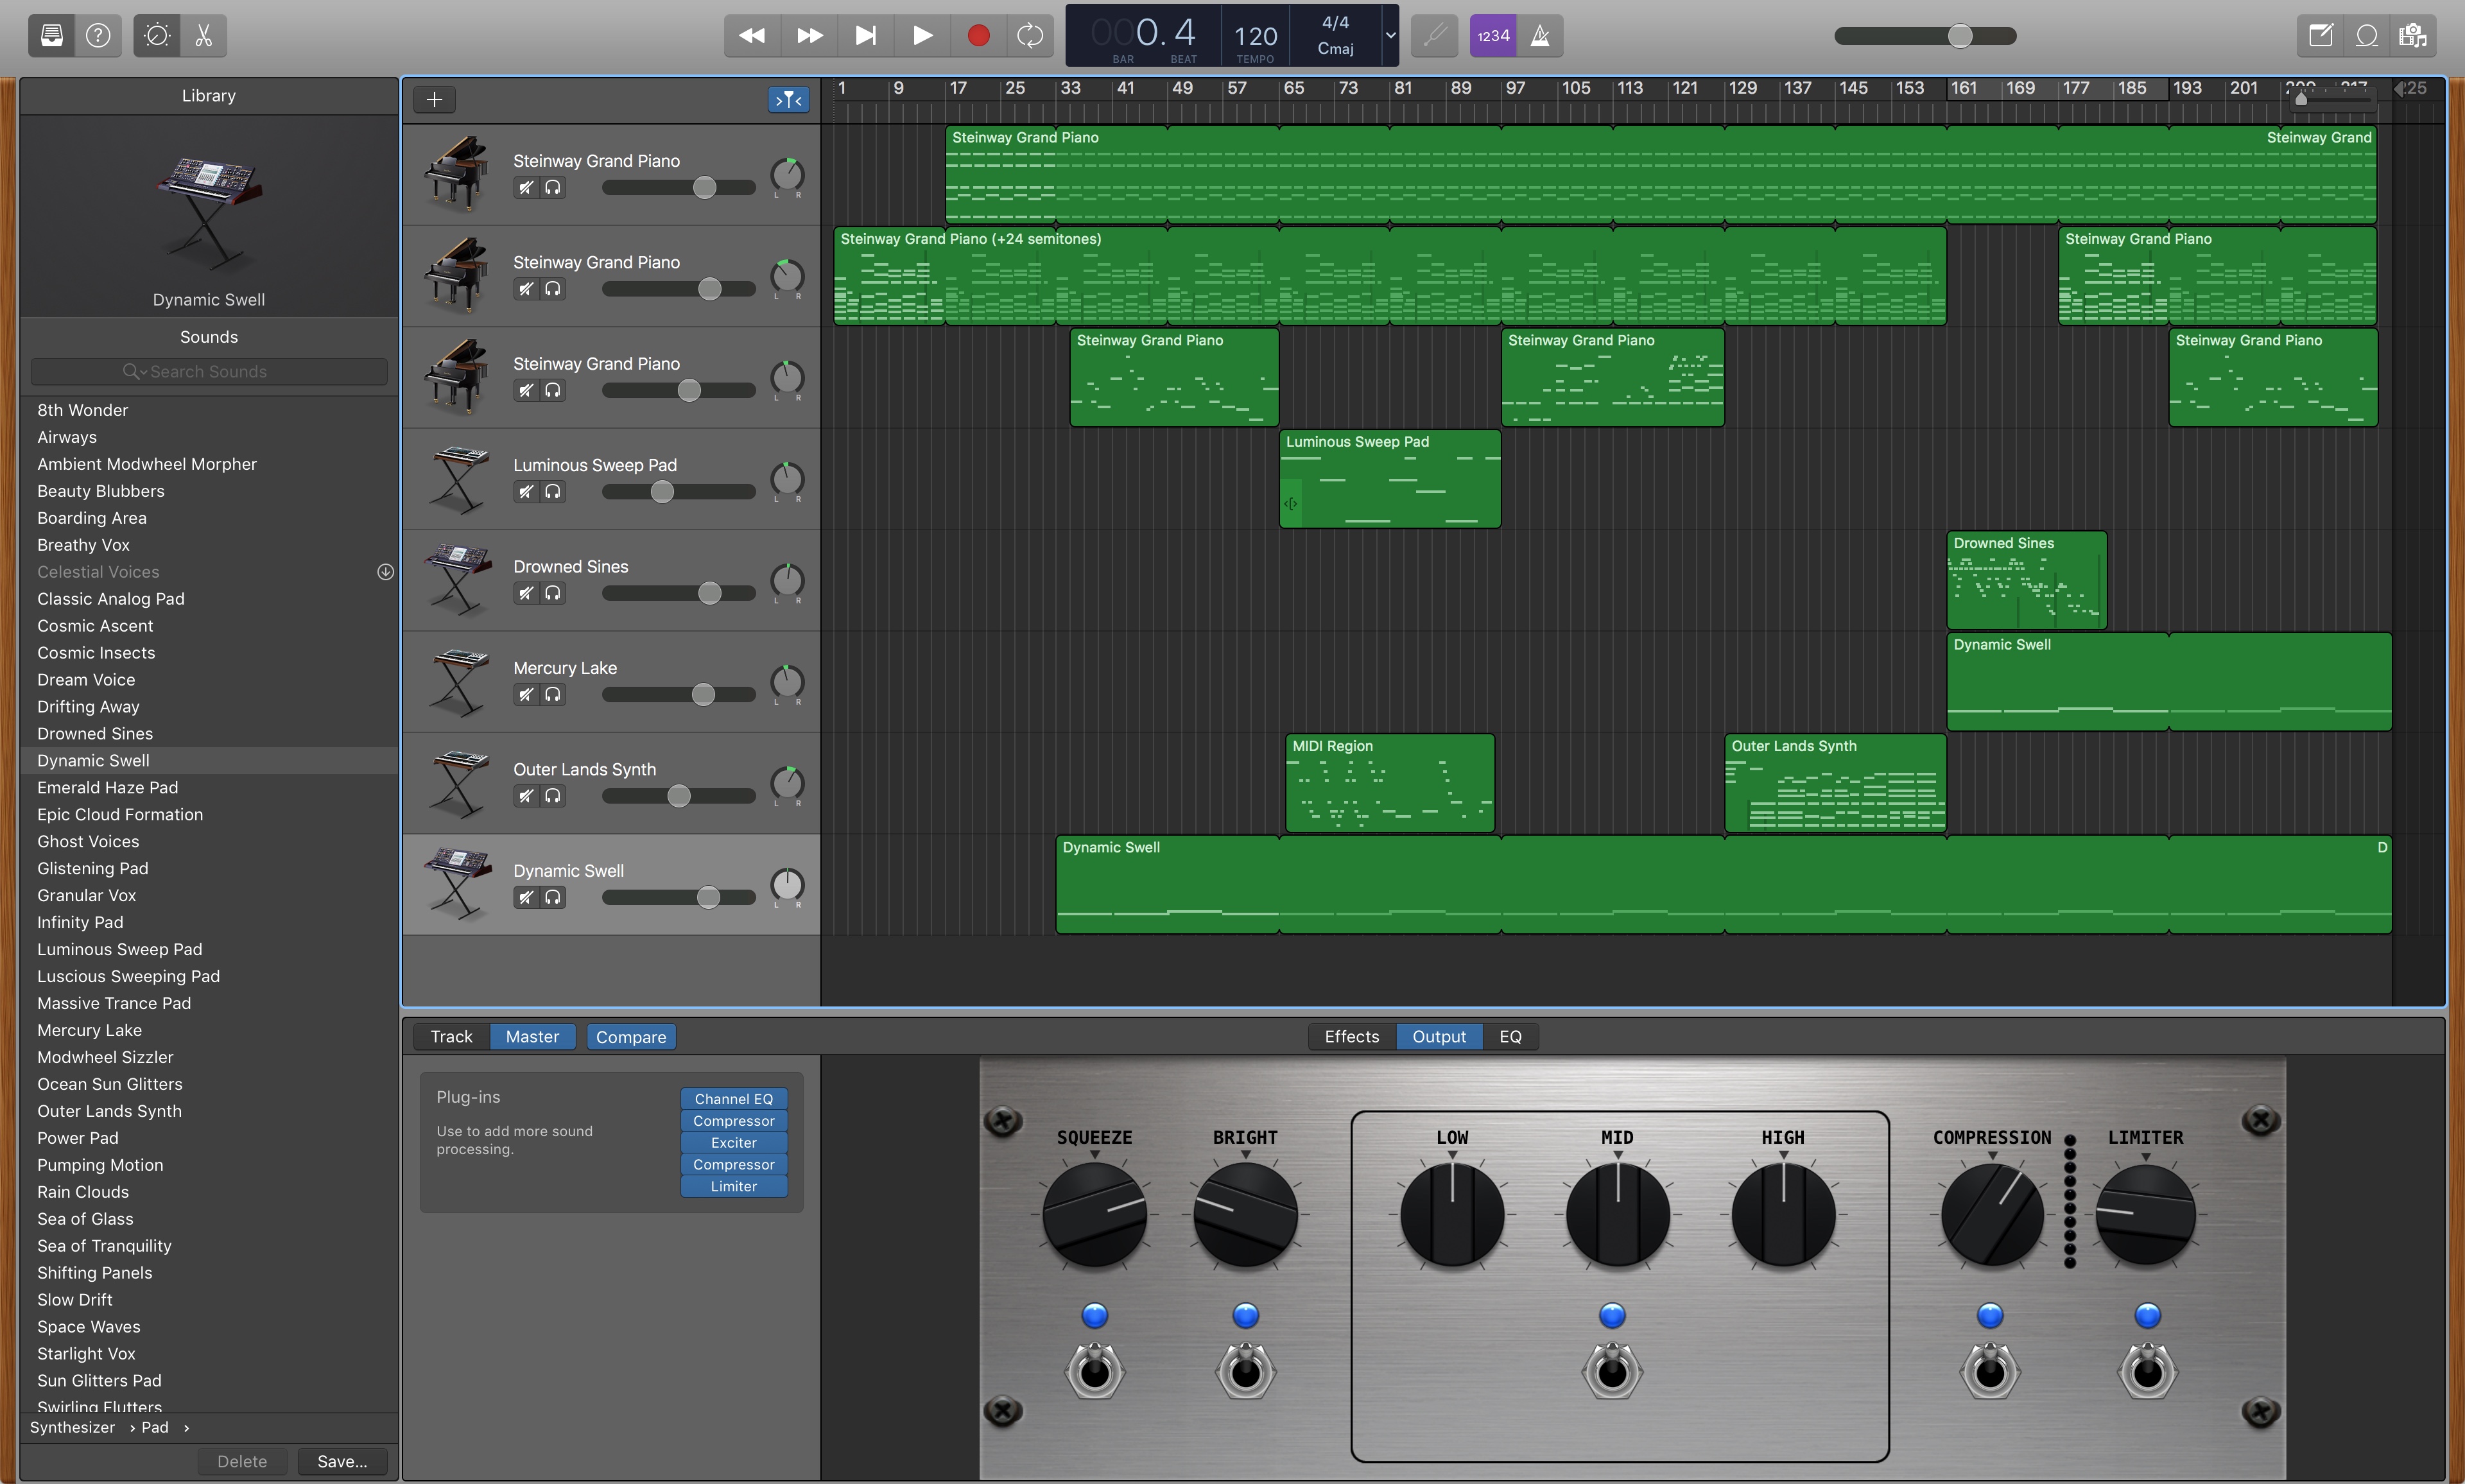 000.4
120
4/4
Cmaj
BAR
BEAT
TEMPO
1234
Library
Dynamic Swell
Sounds
Search Sounds
8th Wonder
Airways
Ambient Modwheel Morpher
Beauty Blubbers
Boarding Area
Breathy Vox
Celestial Voices
Classic Analog Pad
Cosmic Ascent
Cosmic Insects
Dream Voice
Drifting Away
Drowned Sines
Dynamic Swell
Emerald Haze Pad
Epic Cloud Formation
Ghost Voices
Glistening Pad
Granular Vox
Infinity Pad
Luminous Sweep Pad
Luscious Sweeping Pad
Massive Trance Pad
Mercury Lake
Modwheel Sizzler
Ocean Sun Glitters
Outer Lands Synth
Power Pad
Pumping Motion
Rain Clouds
Sea of Glass
Sea of Tranquility
Shifting Panels
Slow Drift
Space Waves
Starlight Vox
Sun Glitters Pad
Swirling Flutters
Synthesizer > Pad >
Delete
Save...
1 9 17 25 33 41 49 57 65 73 81 89 97 105 113 121 129 137 145 153 161 169 177 185 193 201
Steinway Grand Piano
L R
Steinway Grand Piano
Steinway Grand
Steinway Grand Piano
L R
Steinway Grand Piano (+24 semitones)
Steinway Grand Piano
Steinway Grand Piano
L R
Steinway Grand Piano
Steinway Grand Piano
Steinway Grand Piano
Luminous Sweep Pad
L R
Luminous Sweep Pad
Drowned Sines
L R
Drowned Sines
Mercury Lake
L R
Dynamic Swell
Outer Lands Synth
L R
MIDI Region
Outer Lands Synth
Dynamic Swell
L R
Dynamic Swell
D
Track
Master
Compare
Effects
Output
EQ
Plug-ins
Use to add more sound
processing.
Channel EQ
Compressor
Exciter
Compressor
Limiter
SQUEEZE
BRIGHT
LOW
MID
HIGH
COMPRESSION
LIMITER